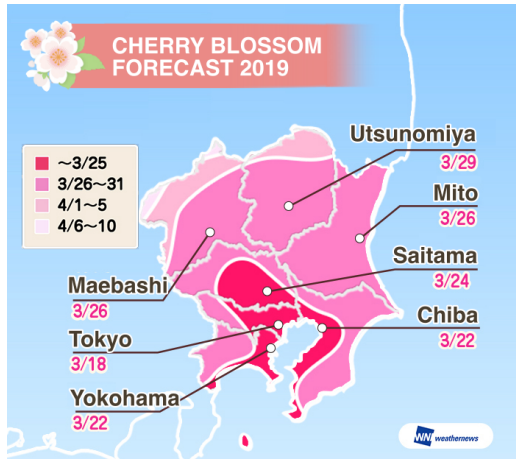 CHERRY BLOSSOM
FORECAST 2019
~3/25
3/26~31
4/1~5
4/6~10
Utsunomiya
3/29
Mito
3/26
Saitama
3/24
Maebashi
3/26
Chiba
3/22
Tokyo
3/18
Yokohama
3/22
WNI weathernews